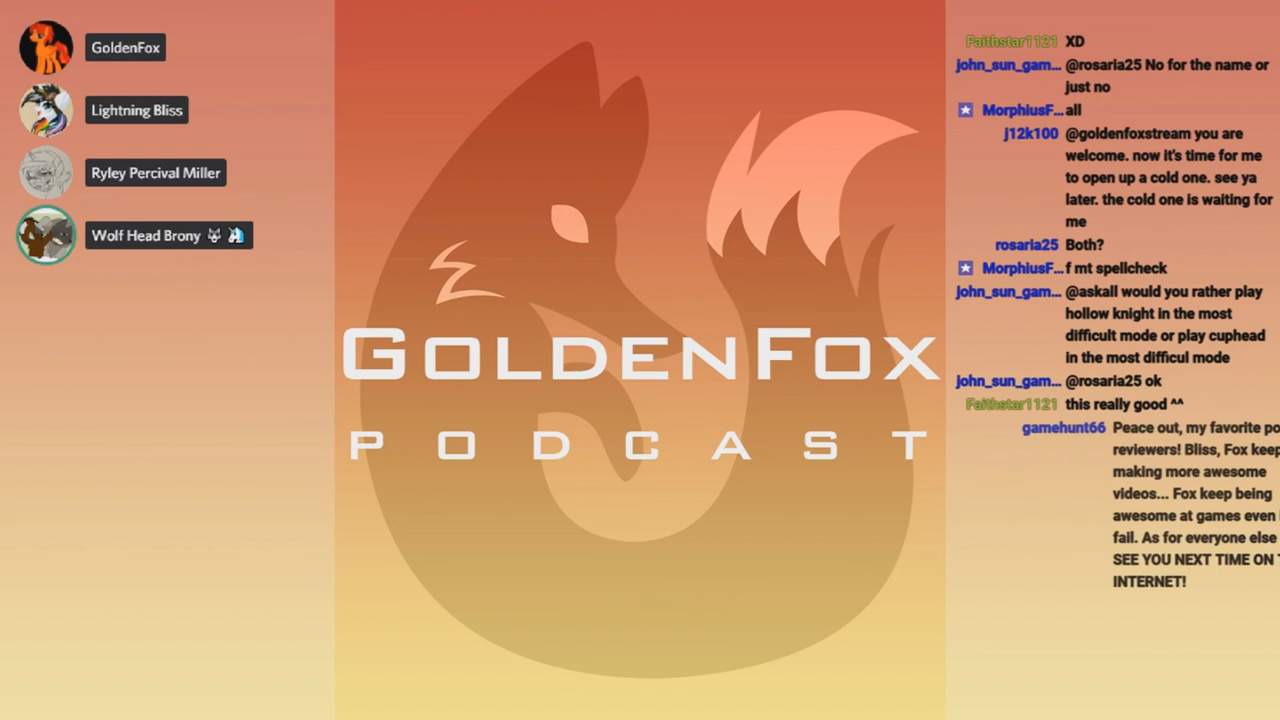 GoldenFox
Lightning Bliss
Ryley Percival Miller
Wolf Head Brony
GOLDENFOX
PODCAST
Faithstar1121 XD
john_sun_gam... @rosaria25 No for the name or
just no
MorphiusF... all
j12k100 @goldenfoxstream you are
welcome. now it's time for me
to open up a cold one. see ya
later. the cold one is waiting for
me
rosaria25 Both?
MorphiusF... f mt spellcheck
john_sun_gam... @askall would you rather play
hollow knight in the most
difficult mode or play cuphead
in the most difficul mode
john_sun_gam... @rosaria25 ok
Faithstar1121 this really good ^^
gamehunt66 Peace out, my favorite po
reviewers! Bliss, Fox keep
making more awesome
videos... Fox keep being
awesome at games even
fail. As for everyone else
SEE YOU NEXT TIME ON
INTERNET!